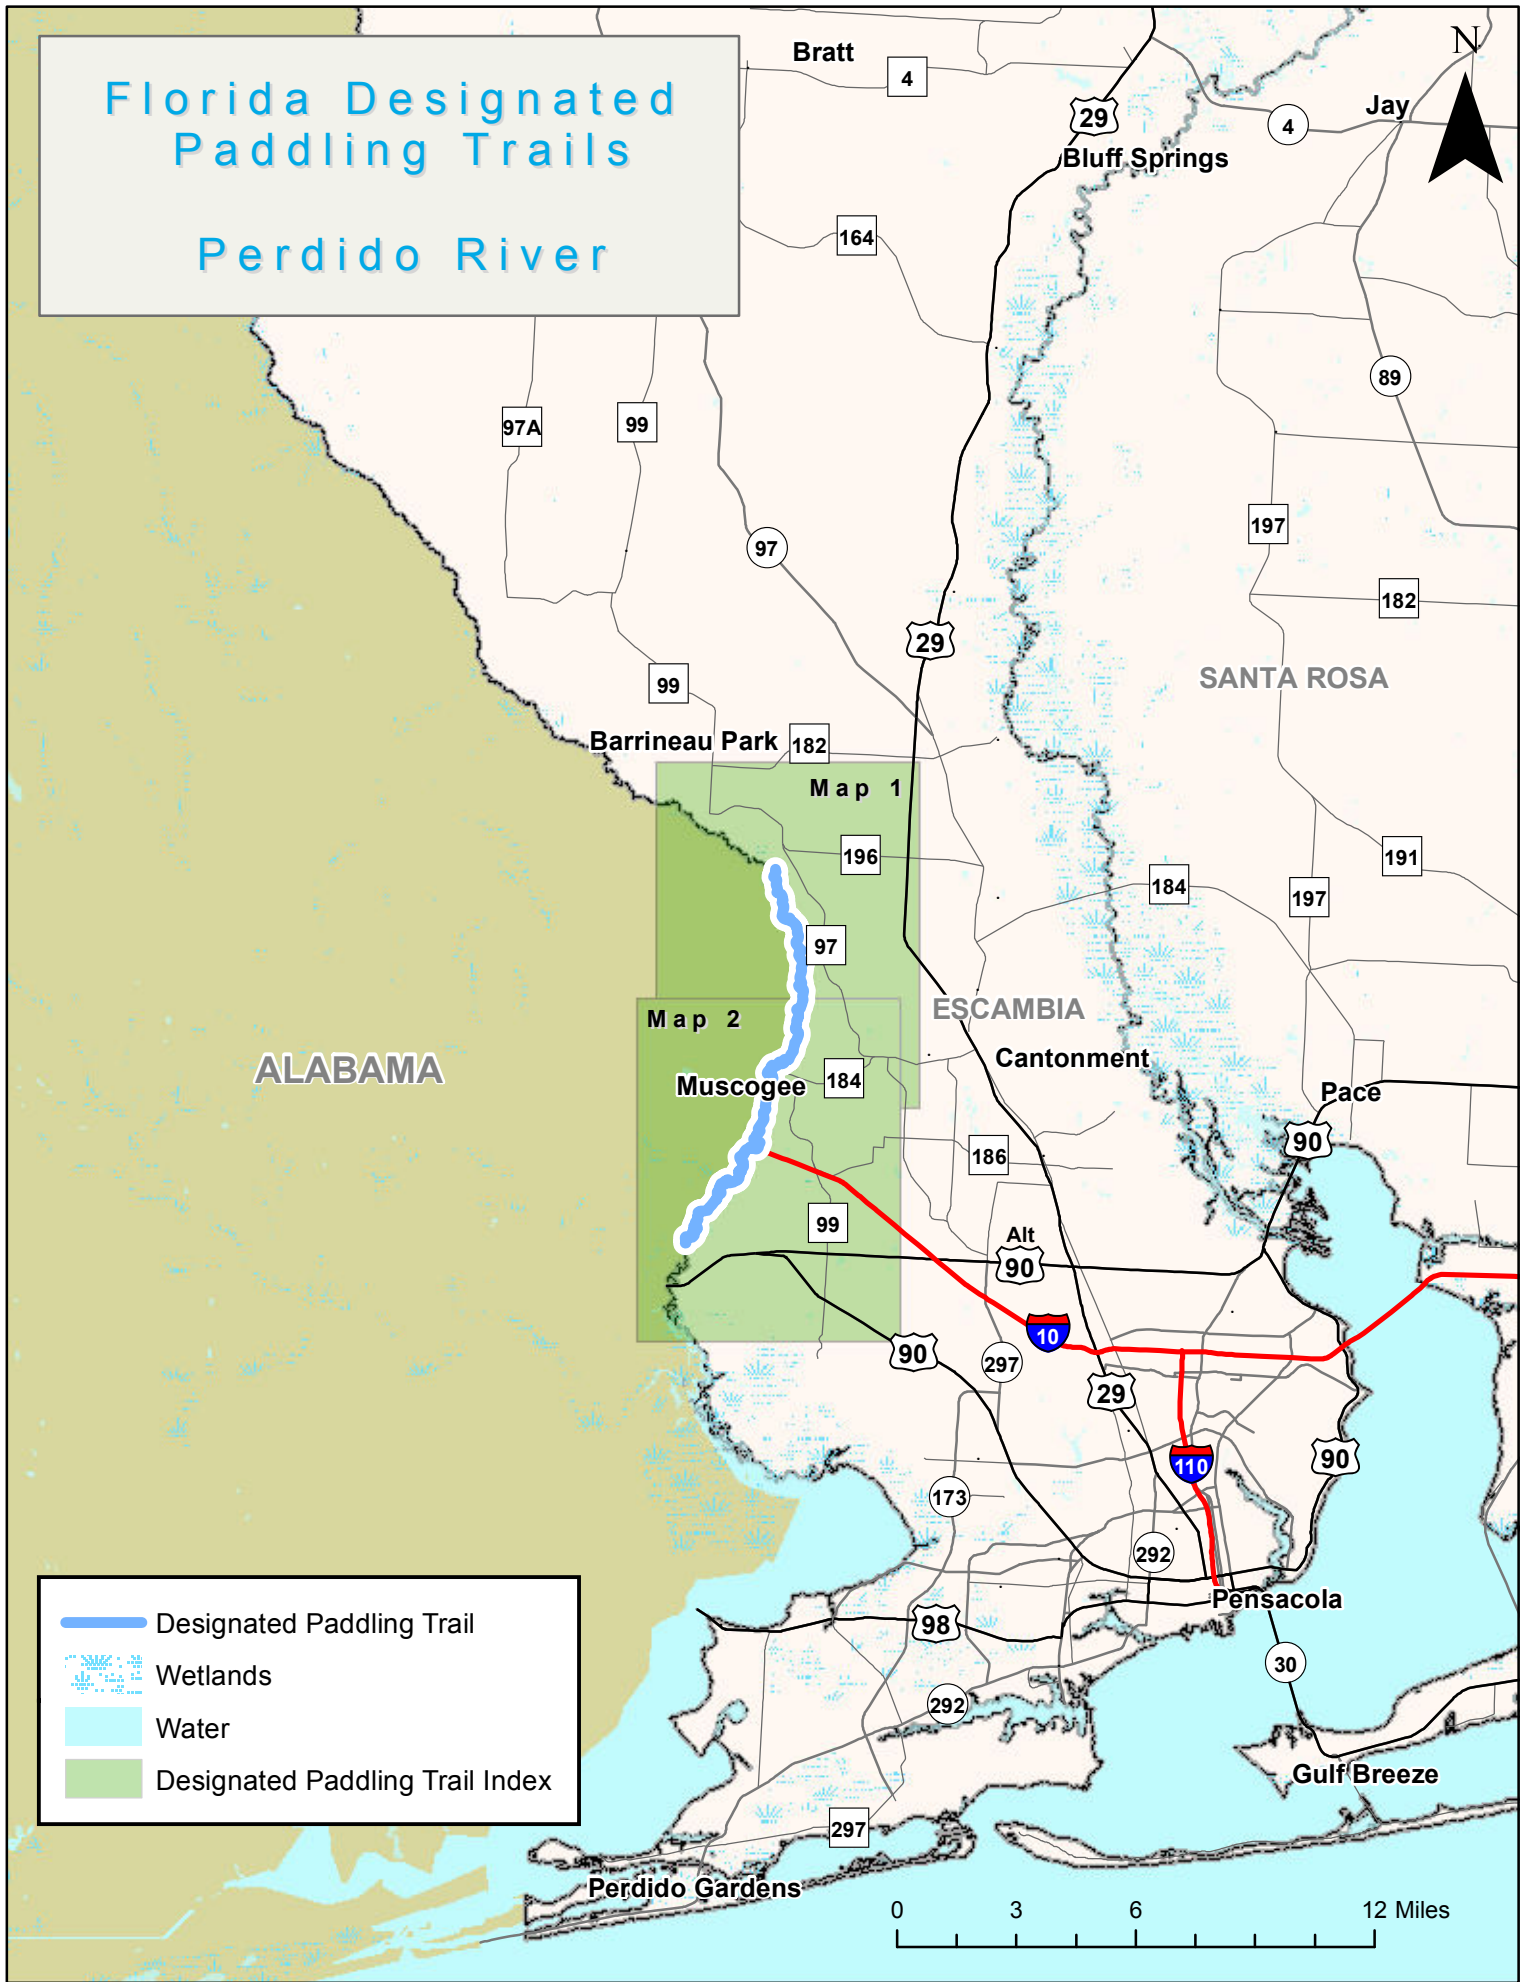 Florida Designated
Paddling Trails
Perdido River
N
Bratt
4
29
4
Jay
Bluff Springs
164
89
97A
99
97
197
182
29
99
SANTA ROSA
Barrineau Park
182
Map 1
196
191
184
197
97
ESCAMBIA
Map 2
Cantonment
ALABAMA
Muscogee
184
Pace
90
186
99
Alt
90
10
90
297
29
90
110
173
292
Pensacola
98
30
292
Gulf Breeze
297
Perdido Gardens
Designated Paddling Trail
Wetlands
Water
Designated Paddling Trail Index
0 3 6 12 Miles